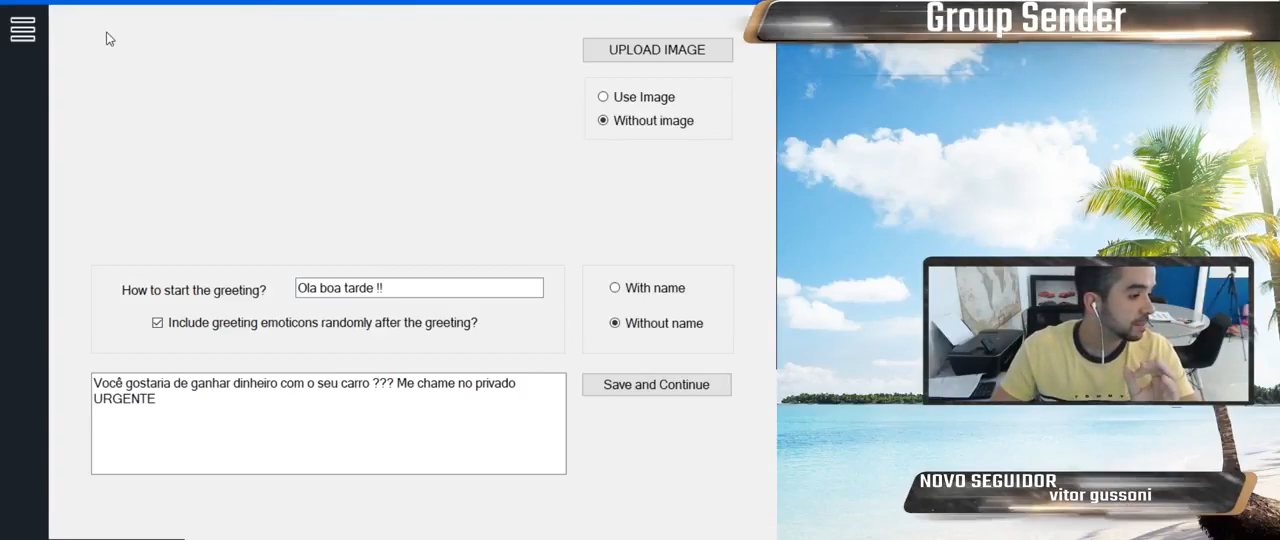 Group Sender
UPLOAD IMAGE
Use Image
Without image
How to start the greeting?
Ola boa tarde !!
With name
Include greeting emoticons randomly after the greeting?
Without name
Você gostaria de ganhar dinheiro com o seu carro ??? Me chame no privado
URGENTE
Save and Continue
NOVO SEGUIDOR
vitor gussoni